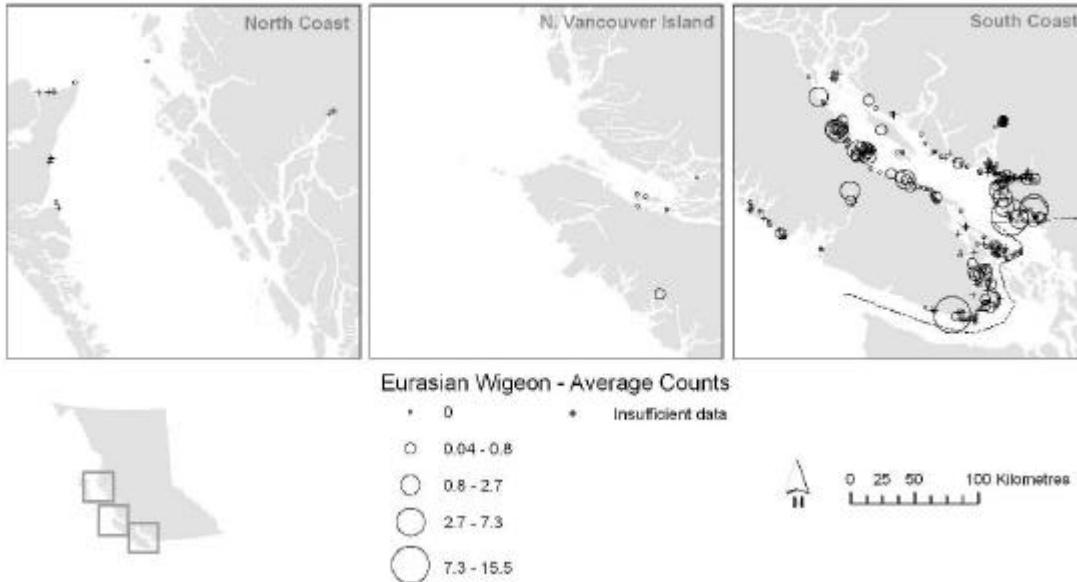 North Coast
N. Vancouver Island
South Coast
Eurasian Wigeon - Average Counts
0
Insufficient data
0.04 - 0.8
0.8 - 2.7
2.7 - 7.3
7.3 - 15.5
N
0 25 50 100 Kilometres